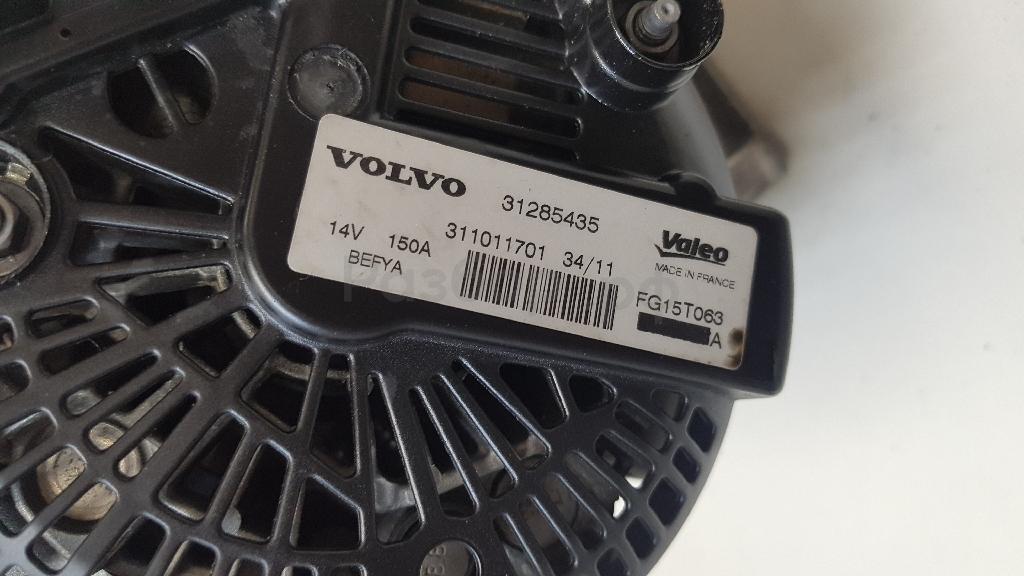 VOLVO 31285435
14V 150A 311011701 34/11
BEFYA
Valeo
MADE IN FRANCE
FG15T063
A